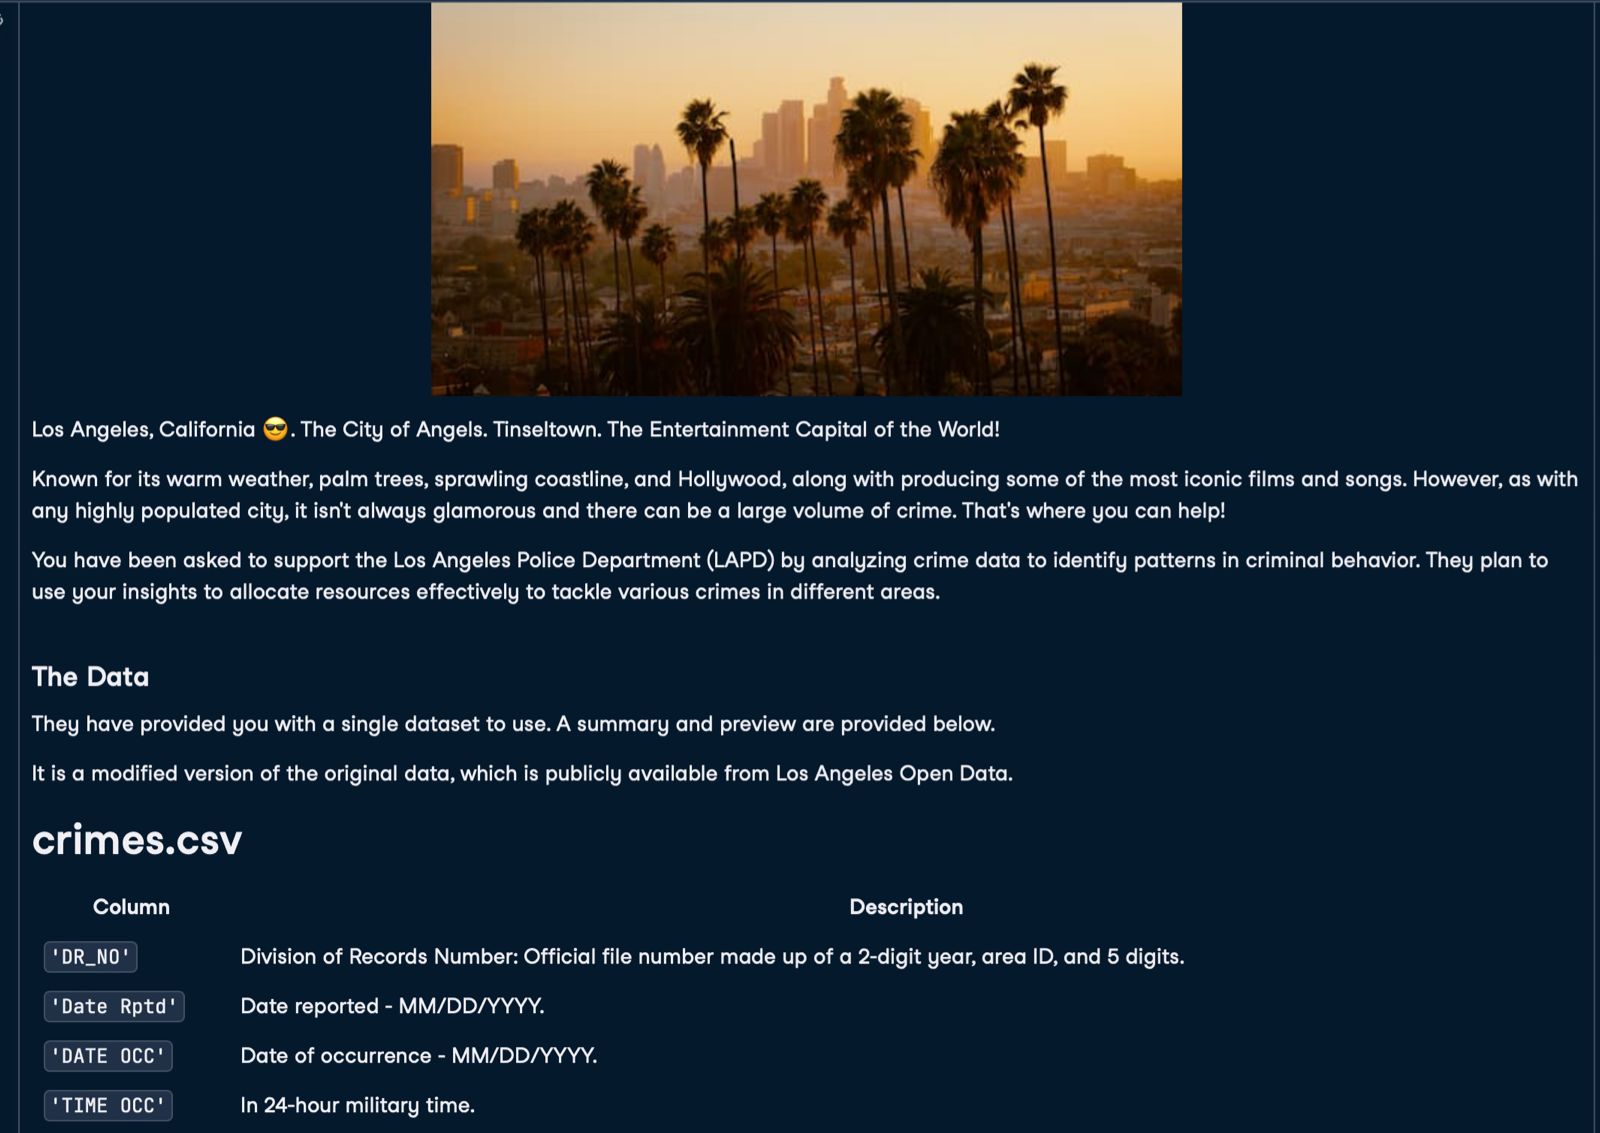 Los Angeles, California 😎. The City of Angels. Tinseltown. The Entertainment Capital of the World!
Known for its warm weather, palm trees, sprawling coastline, and Hollywood, along with producing some of the most iconic films and songs. However, as with
any highly populated city, it isn't always glamorous and there can be a large volume of crime. That's where you can help!
You have been asked to support the Los Angeles Police Department (LAPD) by analyzing crime data to identify patterns in criminal behavior. They plan to
use your insights to allocate resources effectively to tackle various crimes in different areas.
The Data
They have provided you with a single dataset to use. A summary and preview are provided below.
It is a modified version of the original data, which is publicly available from Los Angeles Open Data.
crimes.csv
Column Description
'DR_NO' Division of Records Number: Official file number made up of a 2-digit year, area ID, and 5 digits.
'Date Rptd' Date reported - MM/DD/YYYY.
'DATE OCC' Date of occurrence - MM/DD/YYYY.
'TIME OCC' In 24-hour military time.